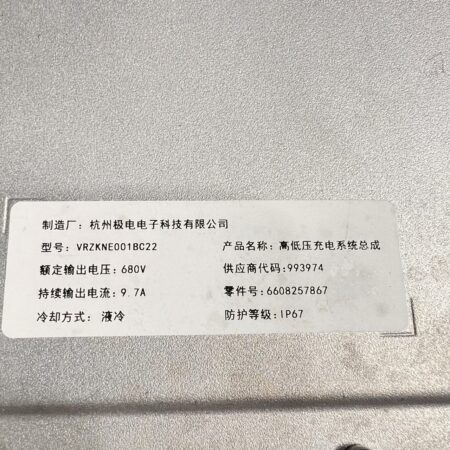 制造厂：杭州极电电子科技有限公司
型号：VRZKNE001BC22 产品名称：高低压充电系统总成
额定输出电压：680V 供应商代码：993974
持续输出电流：9.7A 零件号：6608257867
冷却方式：液冷 防护等级：IP67